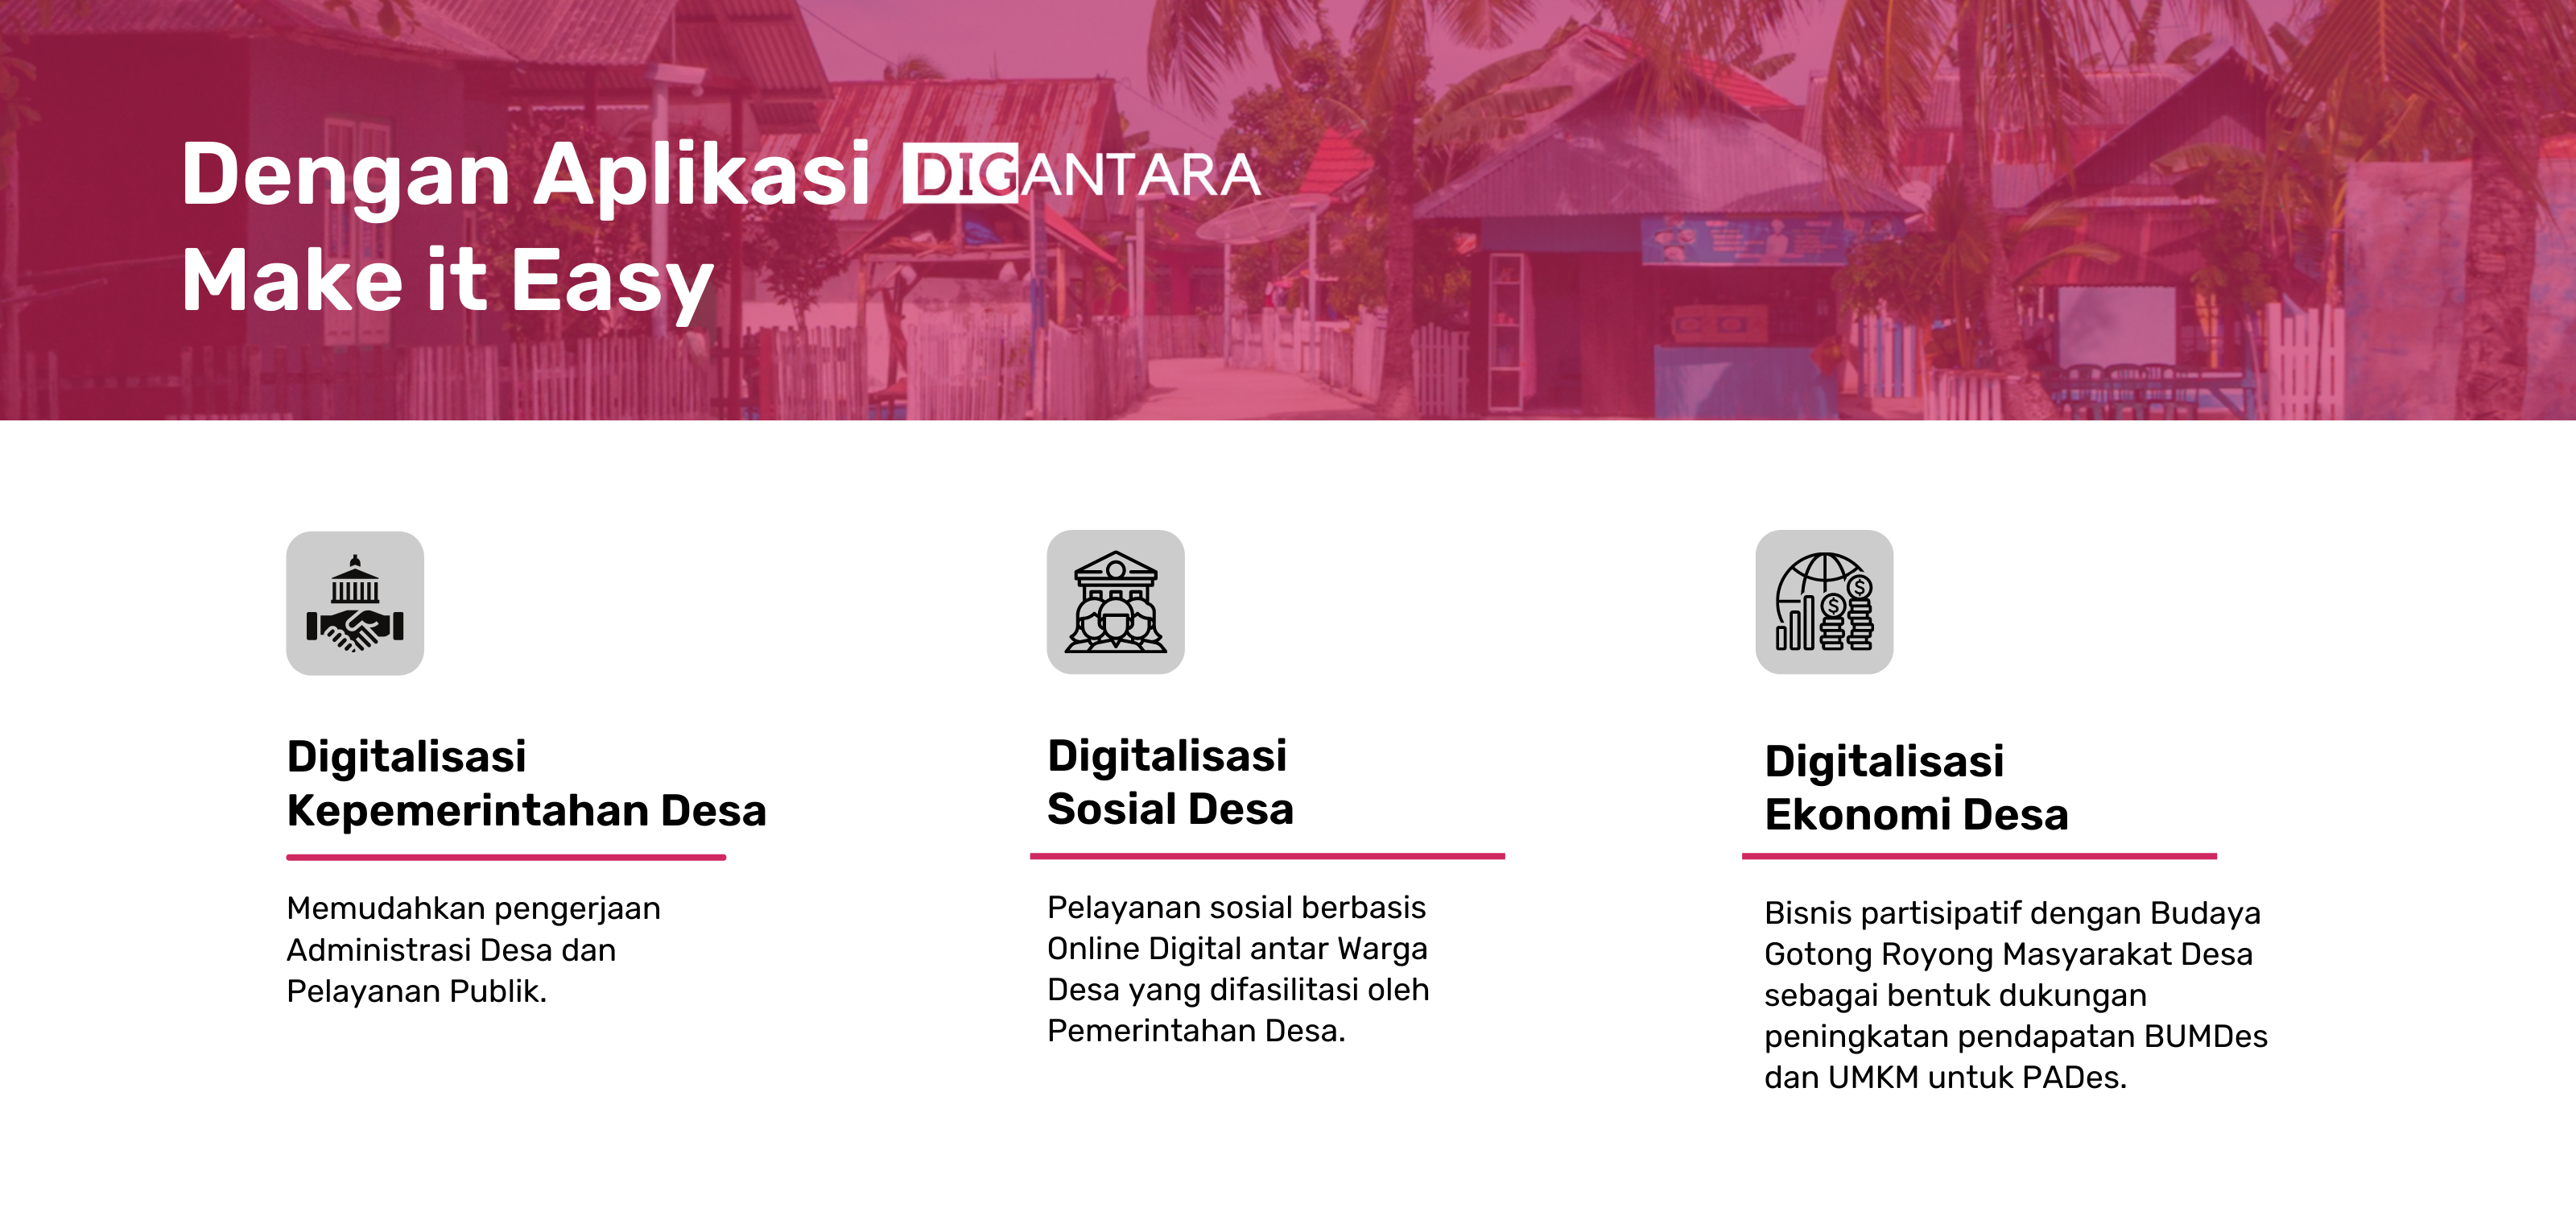 Dengan Aplikasi DIGANTARA
Make it Easy
Digitalisasi
Kepemerintahan Desa
Memudahkan pengerjaan
Administrasi Desa dan
Pelayanan Publik.
Digitalisasi
Sosial Desa
Pelayanan sosial berbasis
Online Digital antar Warga
Desa yang difasilitasi oleh
Pemerintahan Desa.
Digitalisasi
Ekonomi Desa
Bisnis partisipatif dengan Budaya
Gotong Royong Masyarakat Desa
sebagai bentuk dukungan
peningkatan pendapatan BUMDes
dan UMKM untuk PADes.